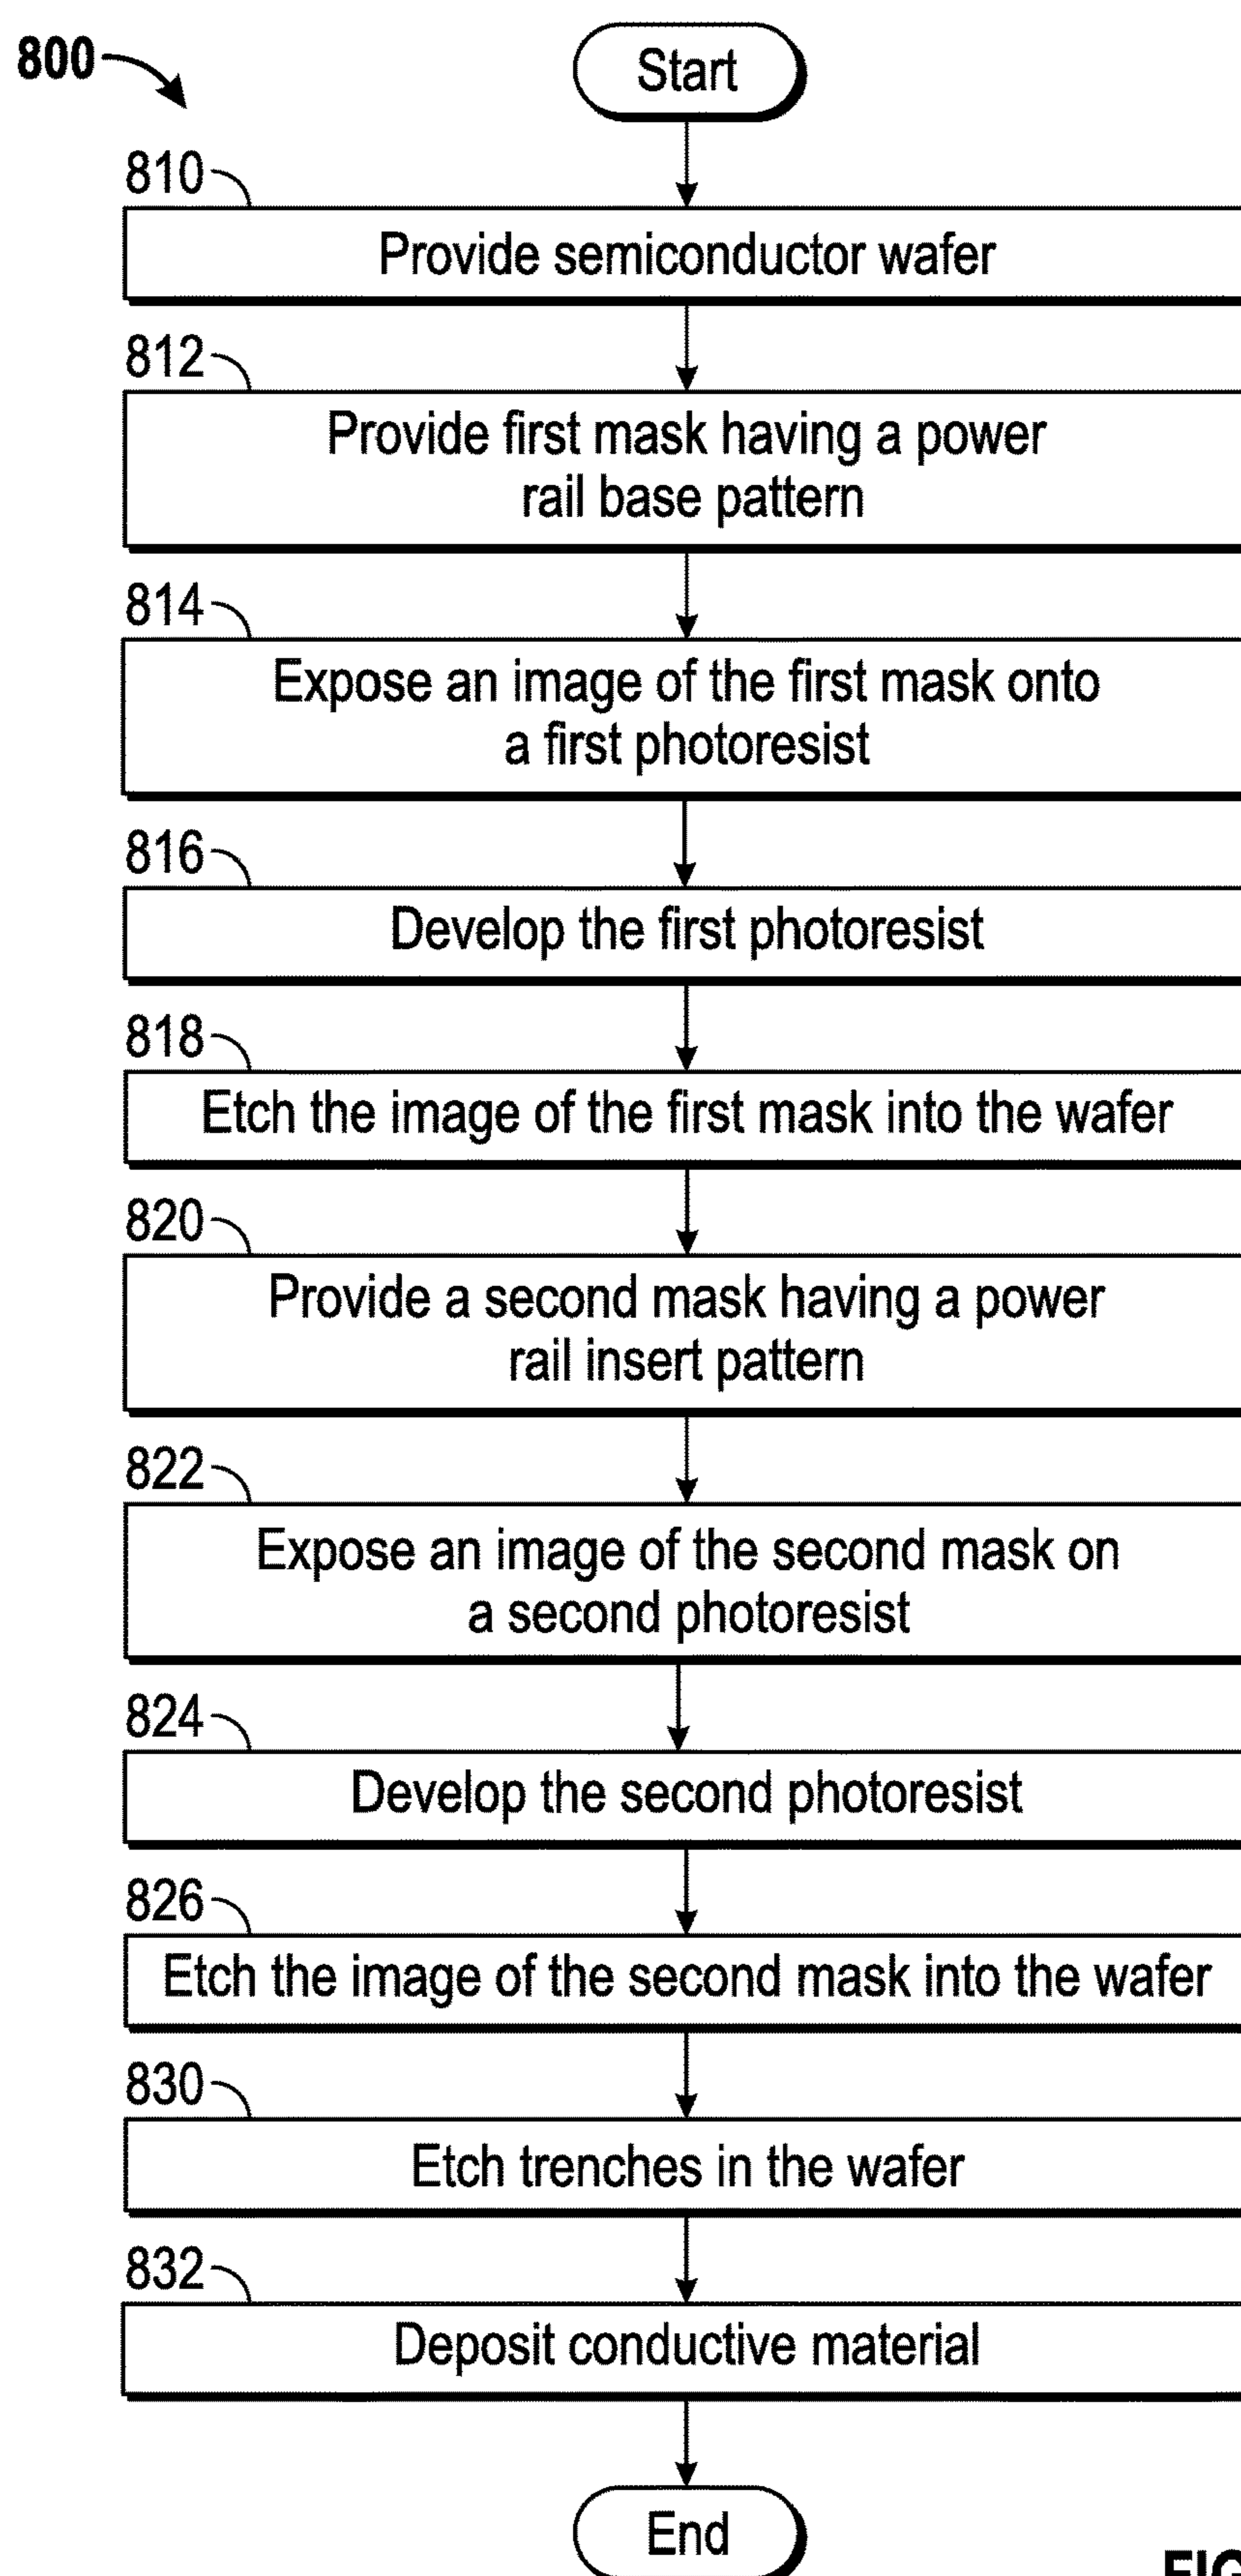 800
Start
810
Provide semiconductor wafer
812
Provide first mask having a power
rail base pattern
814
Expose an image of the first mask onto
a first photoresist
816
Develop the first photoresist
818
Etch the image of the first mask into the wafer
820
Provide a second mask having a power
rail insert pattern
822
Expose an image of the second mask on
a second photoresist
824
Develop the second photoresist
826
Etch the image of the second mask into the wafer
830
Etch trenches in the wafer
832
Deposit conductive material
End